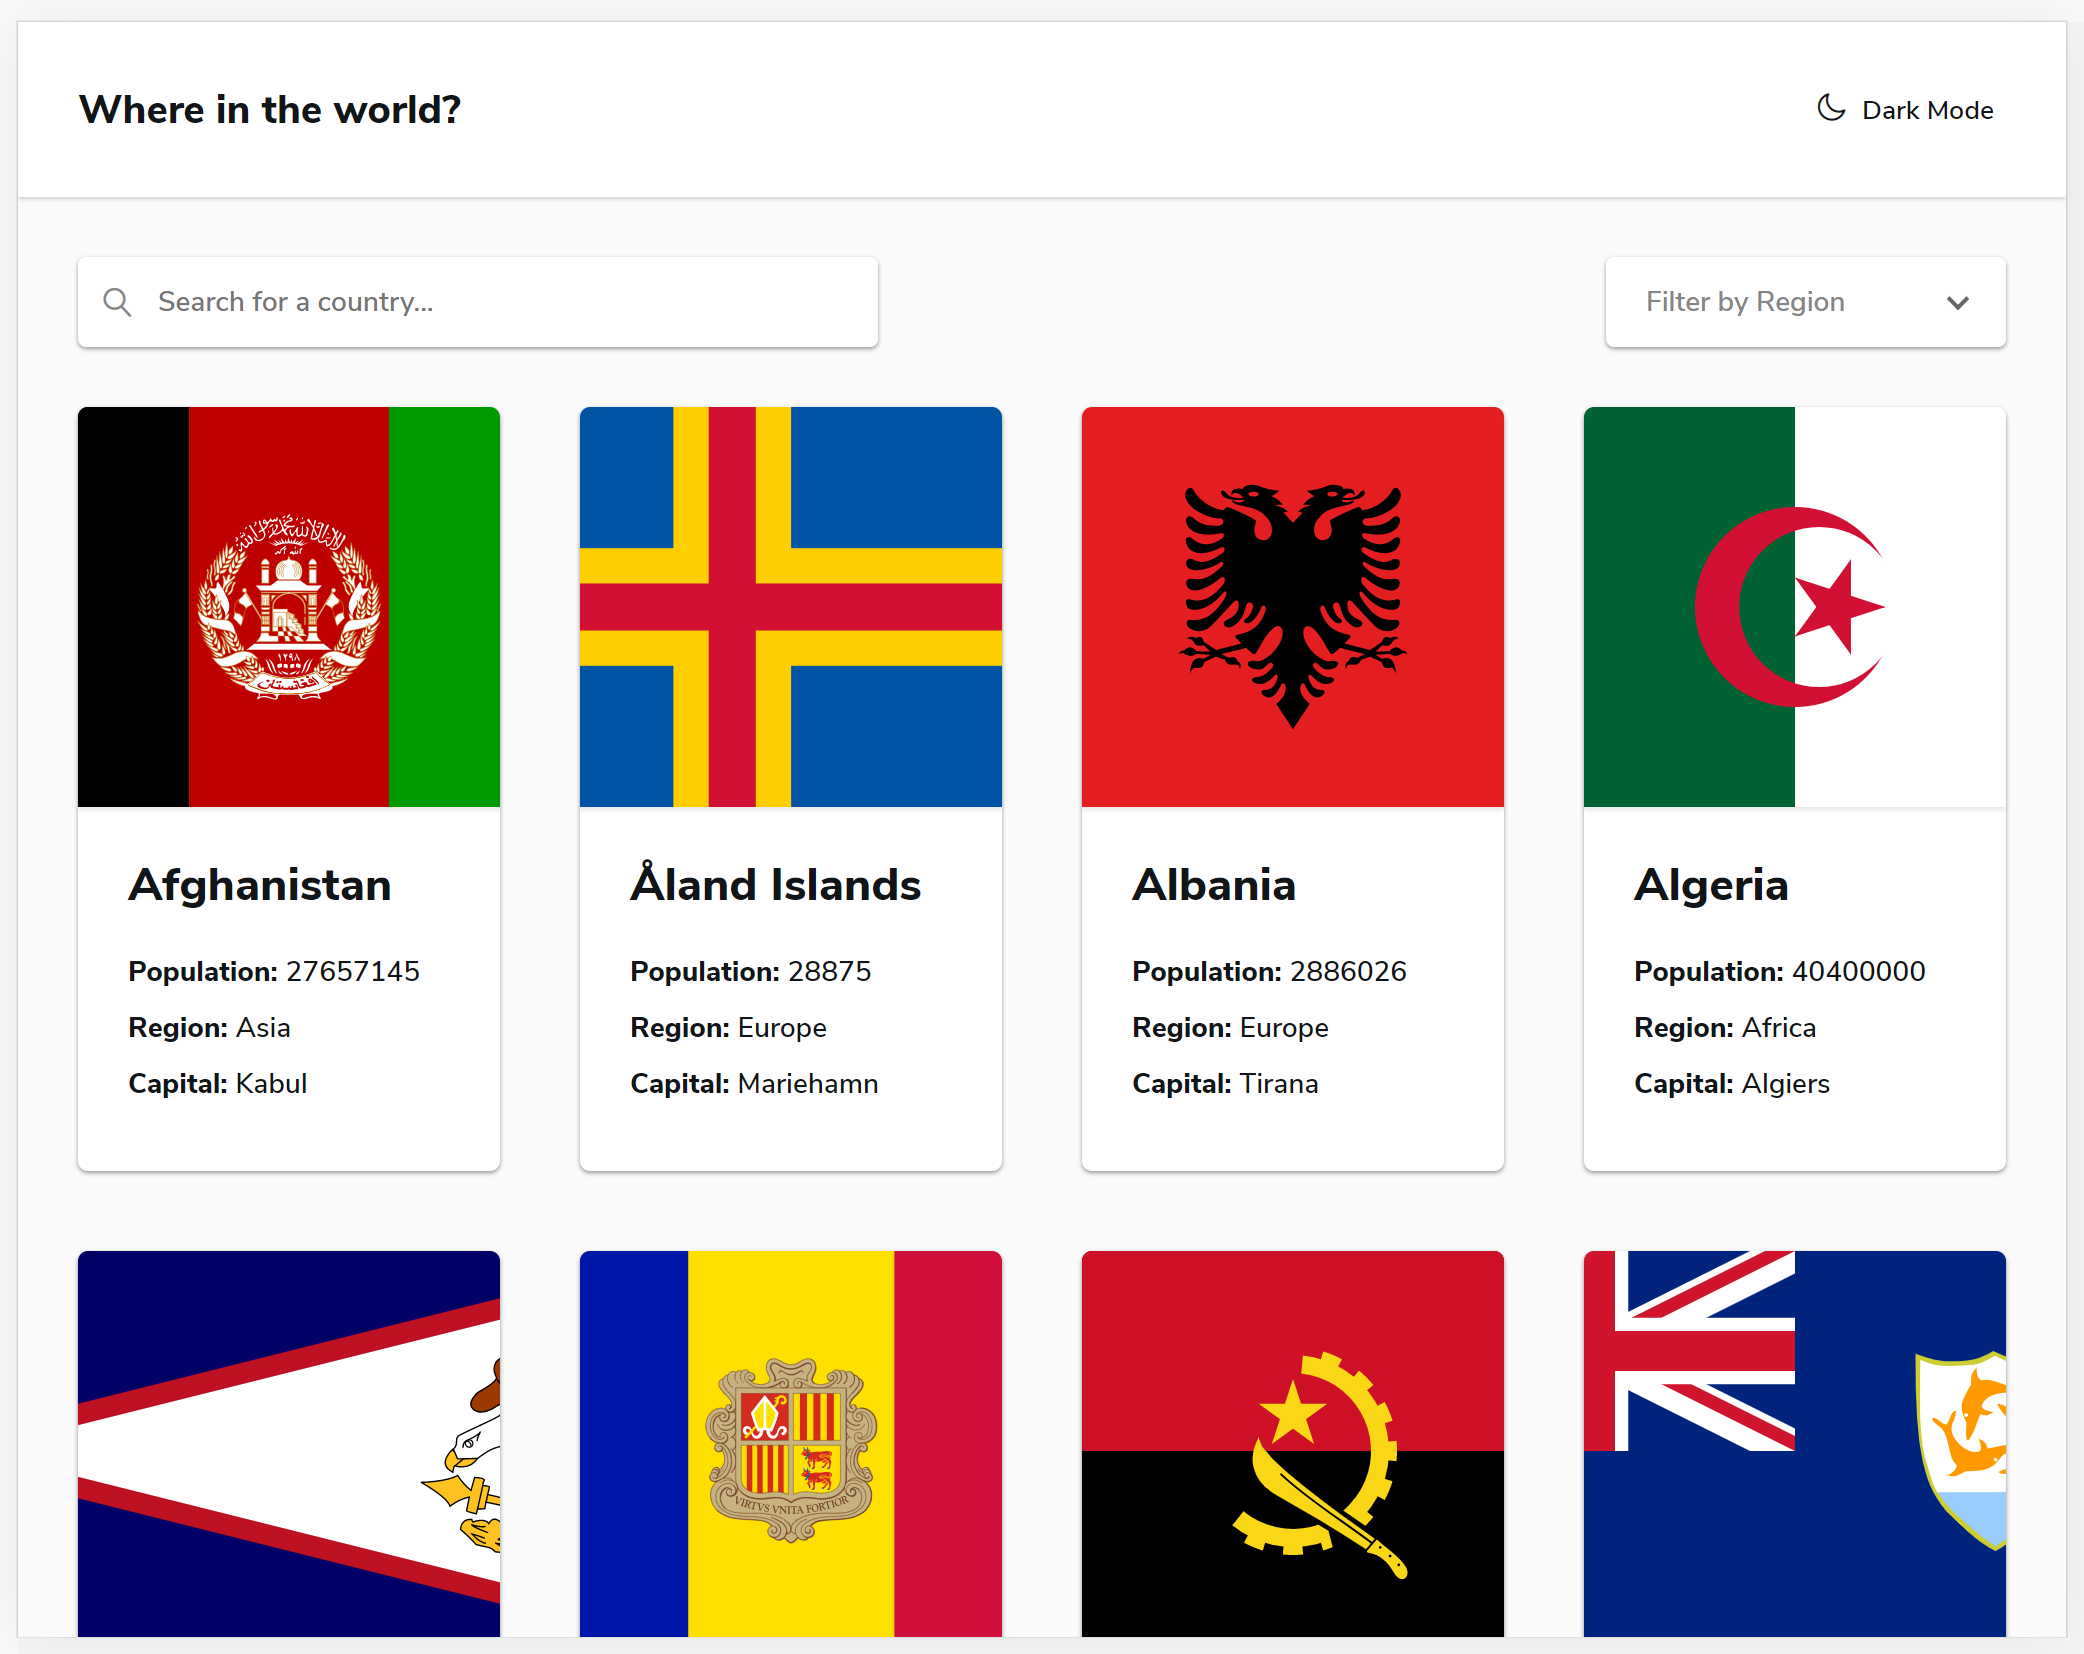 Where in the world?
Dark Mode
Search for a country...
Filter by Region
افغانستان
١٢٩٨
Afghanistan
Population: 27657145
Region: Asia
Capital: Kabul
Åland Islands
Population: 28875
Region: Europe
Capital: Mariehamn
Albania
Population: 2886026
Region: Europe
Capital: Tirana
Algeria
Population: 40400000
Region: Africa
Capital: Algiers
VIRTVS VNITA FORTIOR